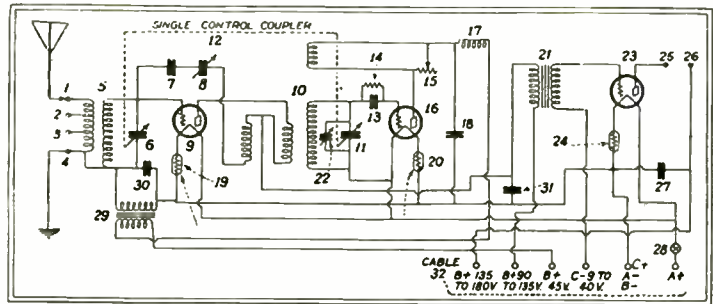 SINGLE CONTROL COUPLER
12
17
14
21
23
25
26
1
5
7
8
10
15
2
16
3
6
13
18
24
4
9
11
30
19
22
20
31
27
29
28
CABLE
32
B+ 135
TO 180V
B+90
TO 135V.
B+
45V.
C-9 TO
40V.
A-
B-
C+
A+